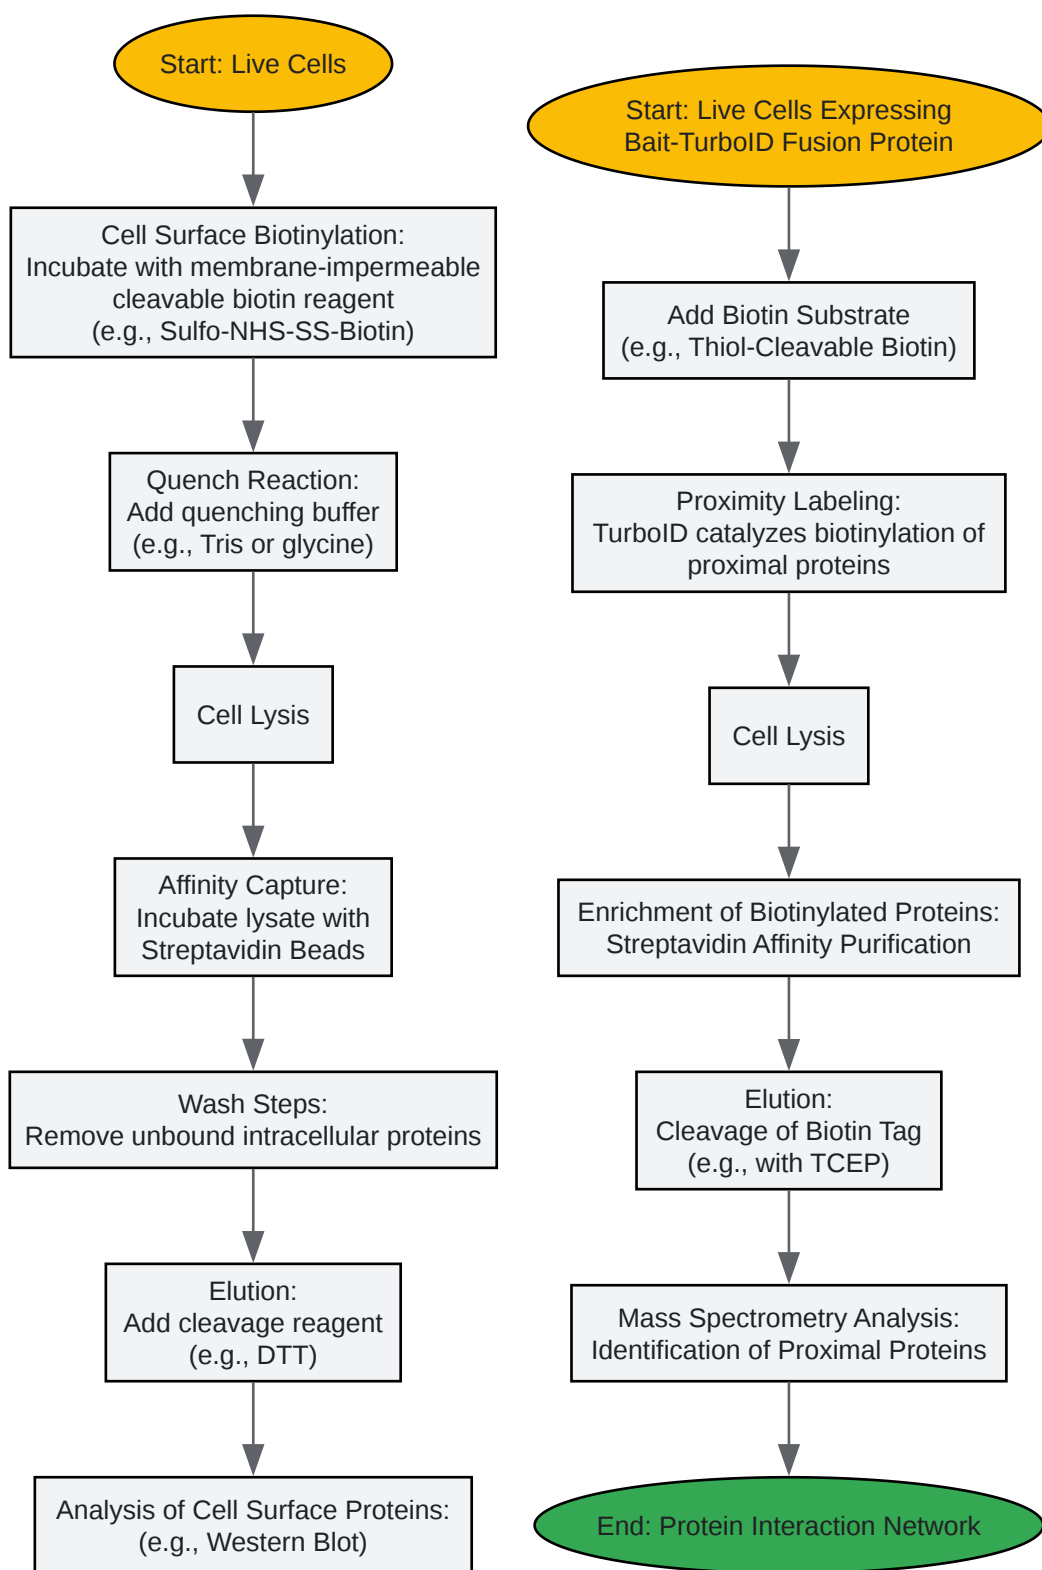 Start: Live Cells
Cell Surface Biotinylation:
Incubate with membrane-impermeable
cleavable biotin reagent
(e.g., Sulfo-NHS-SS-Biotin)
Quench Reaction:
Add quenching buffer
(e.g., Tris or glycine)
Cell Lysis
Affinity Capture:
Incubate lysate with
Streptavidin Beads
Wash Steps:
Remove unbound intracellular proteins
Elution:
Add cleavage reagent
(e.g., DTT)
Analysis of Cell Surface Proteins:
(e.g., Western Blot)
Start: Live Cells Expressing
Bait-TurboID Fusion Protein
Add Biotin Substrate
(e.g., Thiol-Cleavable Biotin)
Proximity Labeling:
TurboID catalyzes biotinylation of
proximal proteins
Cell Lysis
Enrichment of Biotinylated Proteins:
Streptavidin Affinity Purification
Elution:
Cleavage of Biotin Tag
(e.g., with TCEP)
Mass Spectrometry Analysis:
Identification of Proximal Proteins
End: Protein Interaction Network